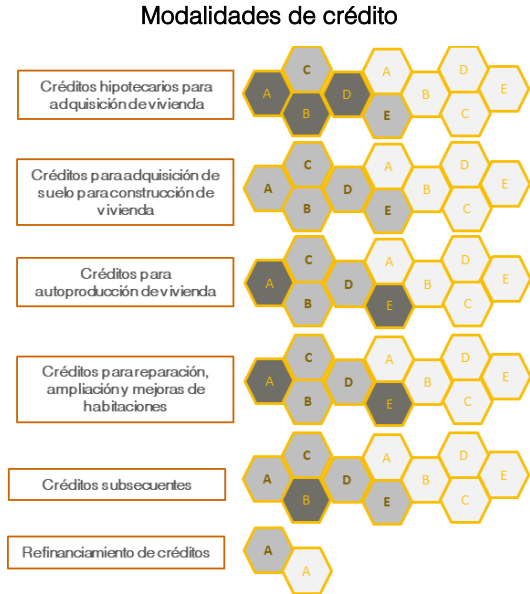 Modalidades de crédito
Créditos hipotecarios para
adquisición de vivienda
A
C
B
D
A
E
B
D
C
E
Créditos para adquisición de
suelo para construcción de
vivienda
A
C
B
D
A
E
B
D
C
E
Créditos para
autoproducción de vivienda
A
C
B
D
A
E
B
D
C
E
Créditos para reparación,
ampliación y mejoras de
habitaciones
A
C
B
D
A
E
B
D
C
E
Créditos subsecuentes
A
C
B
D
A
E
B
D
C
E
Refinanciamiento de créditos
A
A